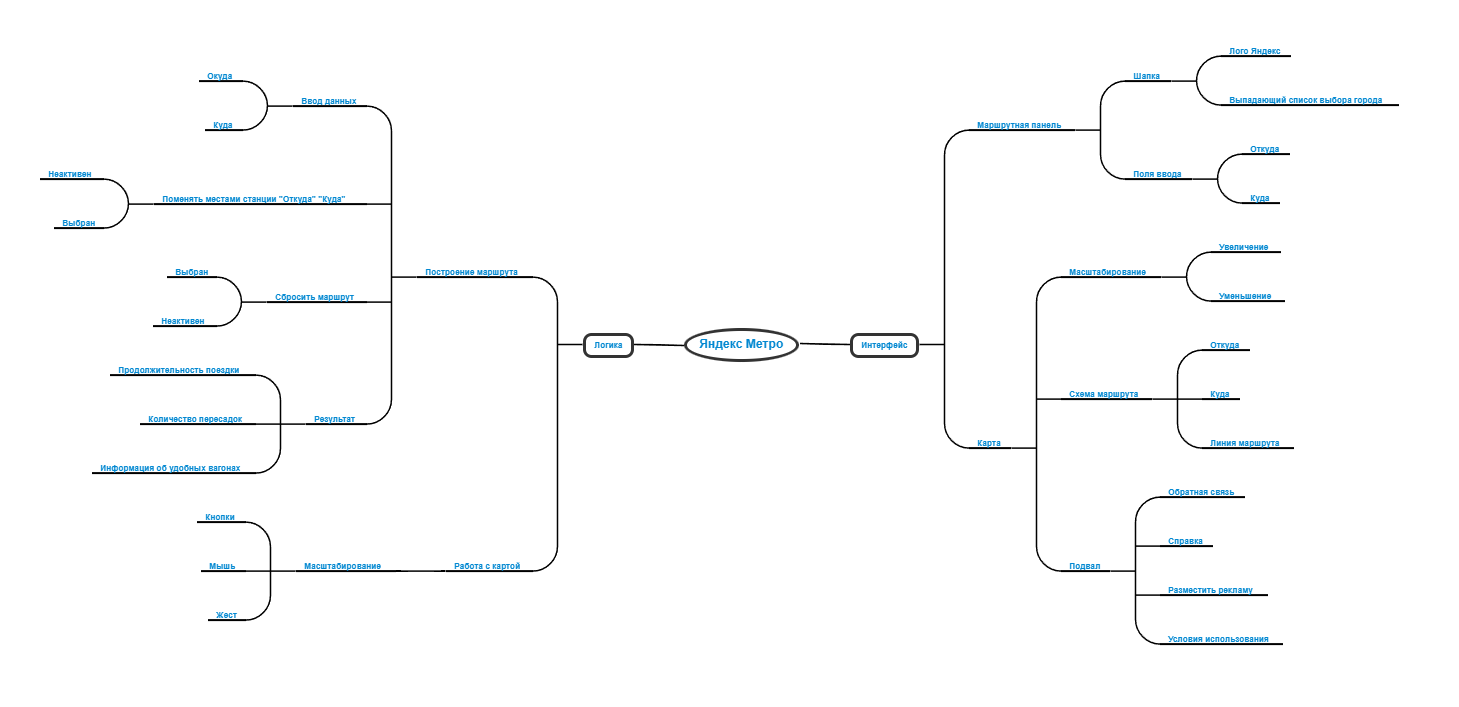 Яндекс Метро
Логика
Построение маршрута
Ввод данных
Окуда
Куда
Поменять местами станции "Откуда" "Куда"
Неактивен
Выбран
Сбросить маршрут
Выбран
Неактивен
Результат
Продолжительность поездки
Количество пересадок
Информация об удобных вагонах
Работа с картой
Масштабирование
Кнопки
Мышь
Жест
Интерфейс
Маршрутная панель
Шапка
Лого Яндекс
Выпадающий список выбора города
Поля ввода
Откуда
Куда
Карта
Масштабирование
Увеличение
Уменьшение
Схема маршрута
Откуда
Куда
Линия маршрута
Подвал
Обратная связь
Справка
Разместить рекламу
Условия использования